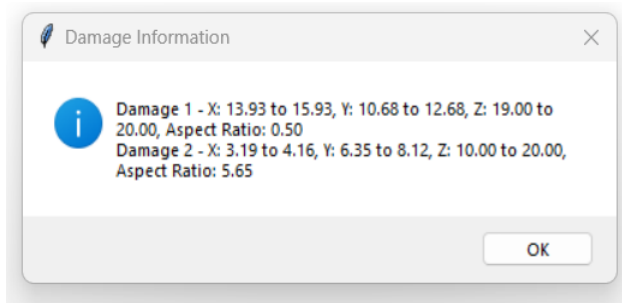 Damage Information
Damage 1 - X: 13.93 to 15.93, Y: 10.68 to 12.68, Z: 19.00 to
20.00, Aspect Ratio: 0.50
Damage 2 - X: 3.19 to 4.16, Y: 6.35 to 8.12, Z: 10.00 to 20.00,
Aspect Ratio: 5.65
OK